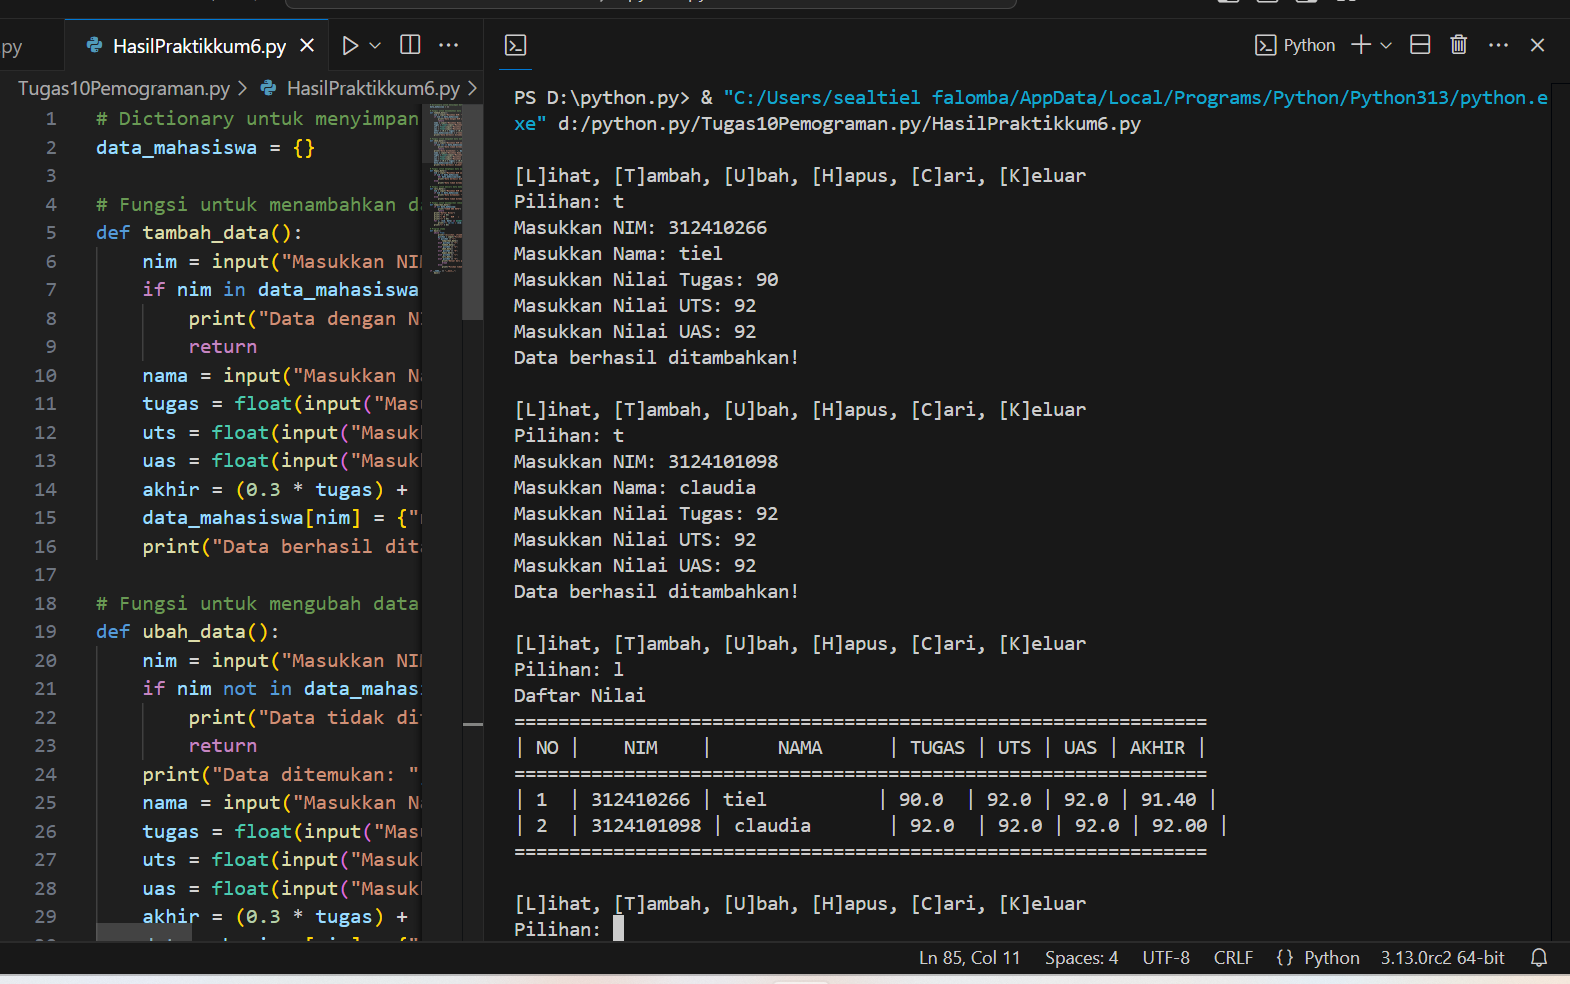 py
HasilPraktikkum6.py
Python
Tugas10Pemograman.py > HasilPraktikkum6.py >
1 # Dictionary untuk menyimpan
2 data_mahasiswa = {}
3
4 # Fungsi untuk menambahkan d
5 def tambah_data():
6 nim = input("Masukkan NI
7 if nim in data_mahasiswa
8 print("Data dengan N
9 return
10 nama = input("Masukkan N
11 tugas = float(input("Mas
12 uts = float(input("Masuk
13 uas = float(input("Masuk
14 akhir = (0.3 * tugas) +
15 data_mahasiswa[nim] = {"
16 print("Data berhasil dit
17
18 # Fungsi untuk mengubah data
19 def ubah_data():
20 nim = input("Masukkan NI
21 if nim not in data_mahas
22 print("Data tidak di
23 return
24 print("Data ditemukan: "
25 nama = input("Masukkan N
26 tugas = float(input("Mas
27 uts = float(input("Masuk
28 uas = float(input("Masuk
29 akhir = (0.3 * tugas) +
PS D:\python.py> & "C:/Users/sealtiel falomba/AppData/Local/Programs/Python/Python313/python.e
xe" d:/python.py/Tugas10Pemograman.py/HasilPraktikkum6.py
[L]ihat, [T]ambah, [U]bah, [H]apus, [C]ari, [K]eluar
Pilihan: t
Masukkan NIM: 312410266
Masukkan Nama: tiel
Masukkan Nilai Tugas: 90
Masukkan Nilai UTS: 92
Masukkan Nilai UAS: 92
Data berhasil ditambahkan!
[L]ihat, [T]ambah, [U]bah, [H]apus, [C]ari, [K]eluar
Pilihan: t
Masukkan NIM: 3124101098
Masukkan Nama: claudia
Masukkan Nilai Tugas: 92
Masukkan Nilai UTS: 92
Masukkan Nilai UAS: 92
Data berhasil ditambahkan!
[L]ihat, [T]ambah, [U]bah, [H]apus, [C]ari, [K]eluar
Pilihan: l
Daftar Nilai
===============================================================
| NO |    NIM    |      NAMA      | TUGAS | UTS | UAS | AKHIR |
===============================================================
| 1  | 312410266 | tiel          | 90.0  | 92.0 | 92.0 | 91.40 |
| 2  | 3124101098 | claudia       | 92.0  | 92.0 | 92.0 | 92.00 |
===============================================================
[L]ihat, [T]ambah, [U]bah, [H]apus, [C]ari, [K]eluar
Pilihan:
Ln 85, Col 11 Spaces: 4 UTF-8 CRLF {} Python 3.13.0rc2 64-bit